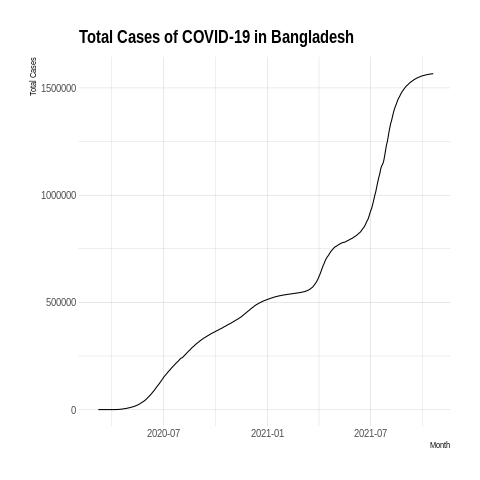 Total Cases of COVID-19 in Bangladesh
Total Cases
1500000
1000000
500000
0
2020-07
2021-01
2021-07
Month